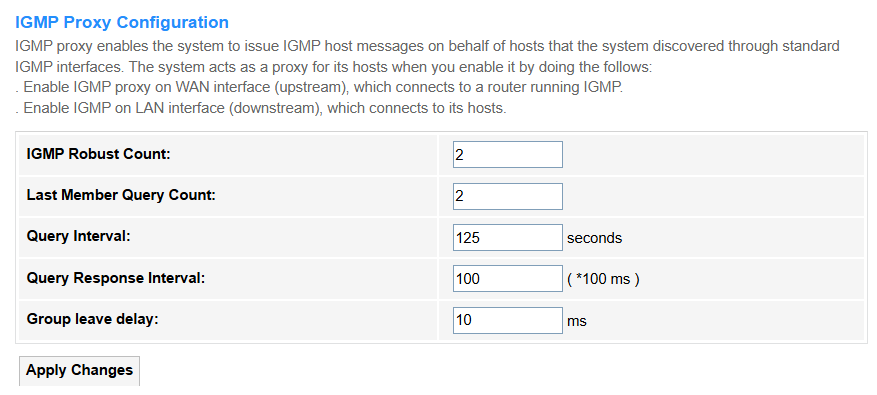 IGMP Proxy Configuration
IGMP proxy enables the system to issue IGMP host messages on behalf of hosts that the system discovered through standard
IGMP interfaces. The system acts as a proxy for its hosts when you enable it by doing the follows:
. Enable IGMP proxy on WAN interface (upstream), which connects to a router running IGMP.
. Enable IGMP on LAN interface (downstream), which connects to its hosts.
IGMP Robust Count: 2
Last Member Query Count: 2
Query Interval: 125 seconds
Query Response Interval: 100 ( *100 ms )
Group leave delay: 10 ms
Apply Changes